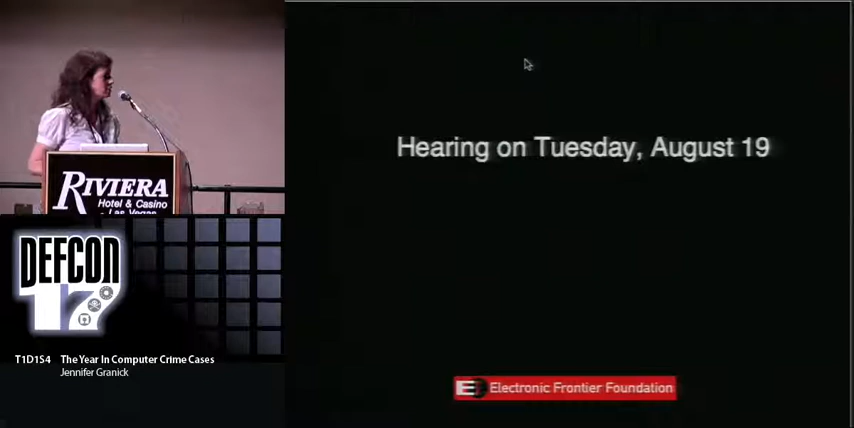 Hearing on Tuesday, August 19
RIVIERA
Hotel & Casino
Las Vegas
DEFCON
17
T1D1S4 The Year In Computer Crime Cases
Jennifer Granick
Electronic Frontier Foundation